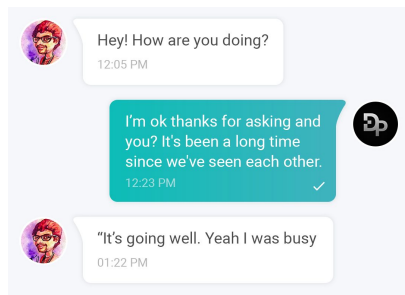 Hey! How are you doing?
12:05 PM
I'm ok thanks for asking and
you? It's been a long time
since we've seen each other.
12:23 PM
Dp
“It's going well. Yeah I was busy
01:22 PM